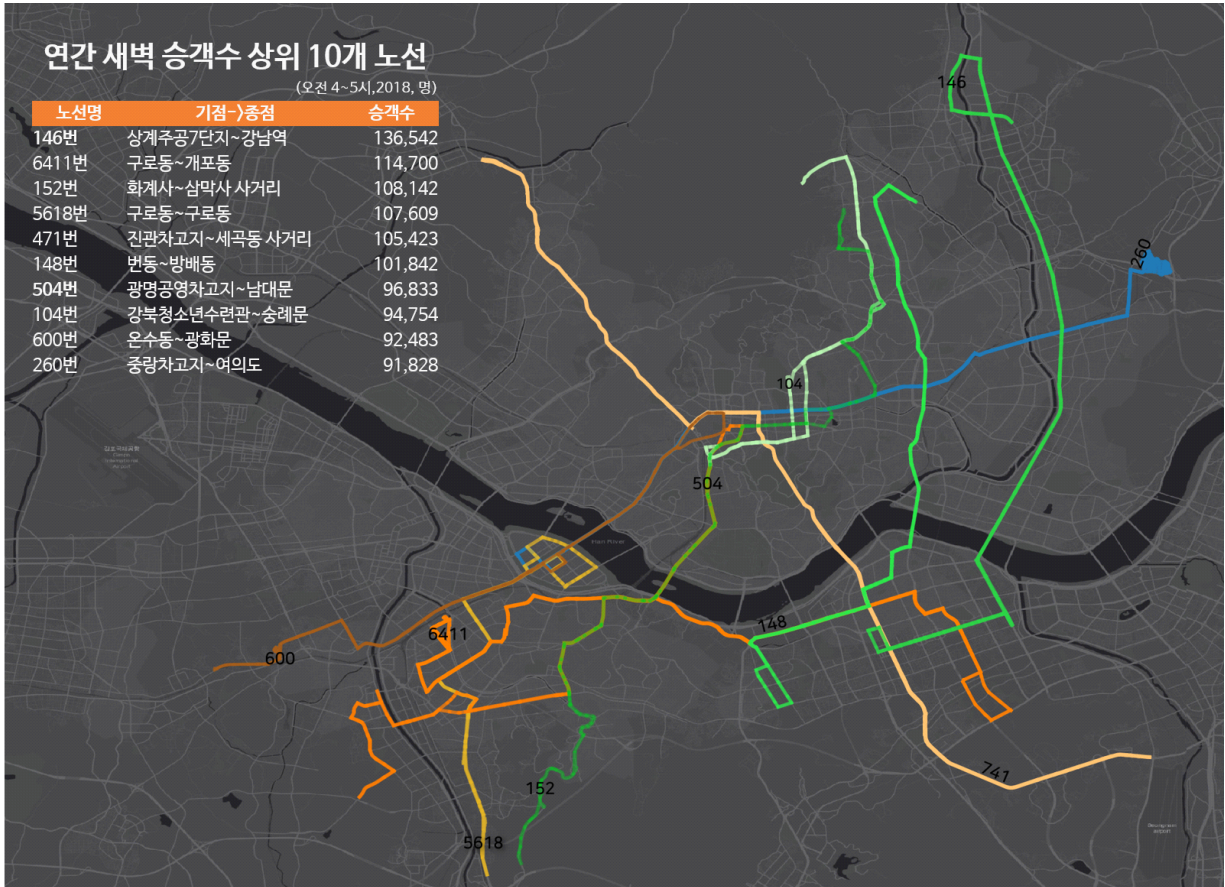 연간 새벽 승객수 상위 10개 노선
(오전 4~5시,2018, 명)
노선명 기점->종점 승객수
146번 상계주공7단지~강남역 136,542
6411번 구로동~개포동 114,700
152번 화계사~삼막사 사거리 108,142
5618번 구로동~구로동 107,609
471번 진관차고지~세곡동 사거리 105,423
148번 번동~방배동 101,842
504번 광명공영차고지~남대문 96,833
104번 강북청소년수련관~숭례문 94,754
600번 온수동~광화문 92,483
260번 중랑차고지~여의도 91,828
146
260
104
504
148
6411
600
741
152
5618